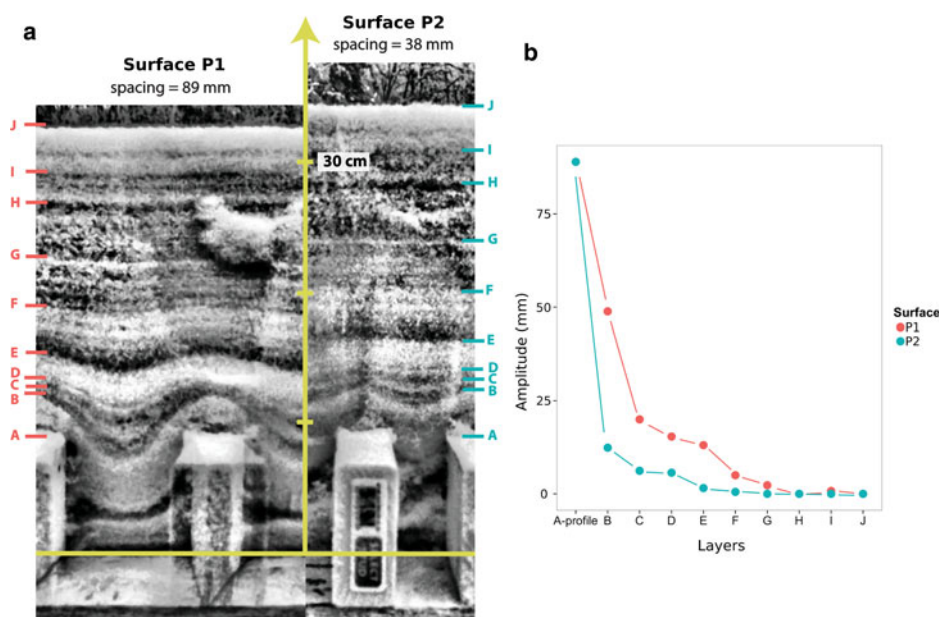 a
Surface P1
spacing = 89 mm
Surface P2
spacing = 38 mm
J
I
H
G
F
E
D
C
B
A
30 cm
J
I
H
G
F
E
D
C
B
A
b
Amplitude (mm)
75
50
25
0
A-profile B C D E F G H I J
Layers
Surface
P1
P2